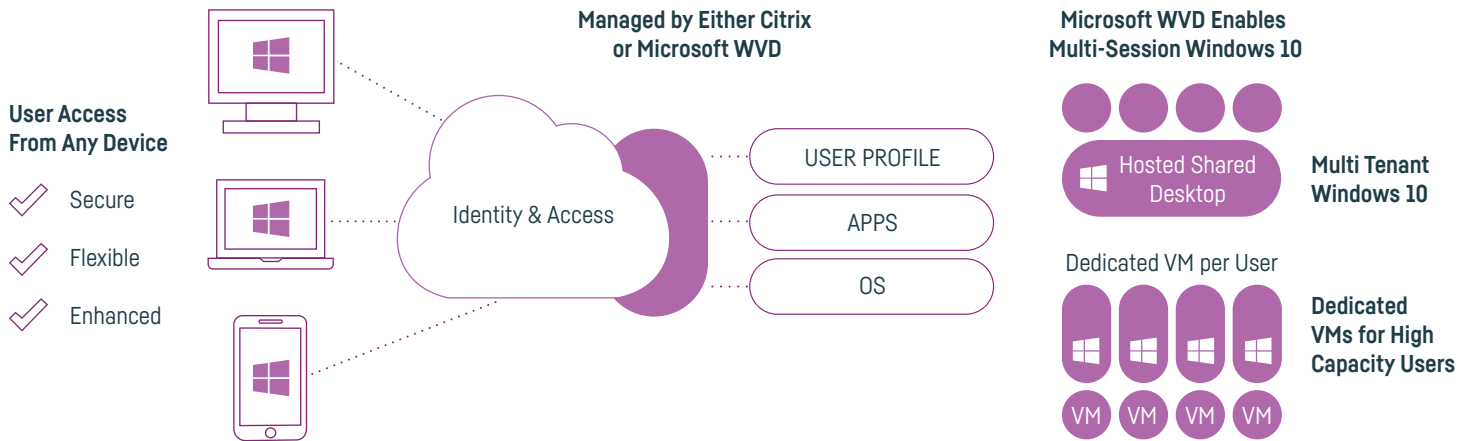 User Access
From Any Device
Secure
Flexible
Enhanced
Managed by Either Citrix
or Microsoft WVD
Identity & Access
USER PROFILE
APPS
OS
Microsoft WVD Enables
Multi-Session Windows 10
Hosted Shared
Desktop
Multi Tenant
Windows 10
Dedicated VM per User
VM VM VM VM
Dedicated
VMs for High
Capacity Users